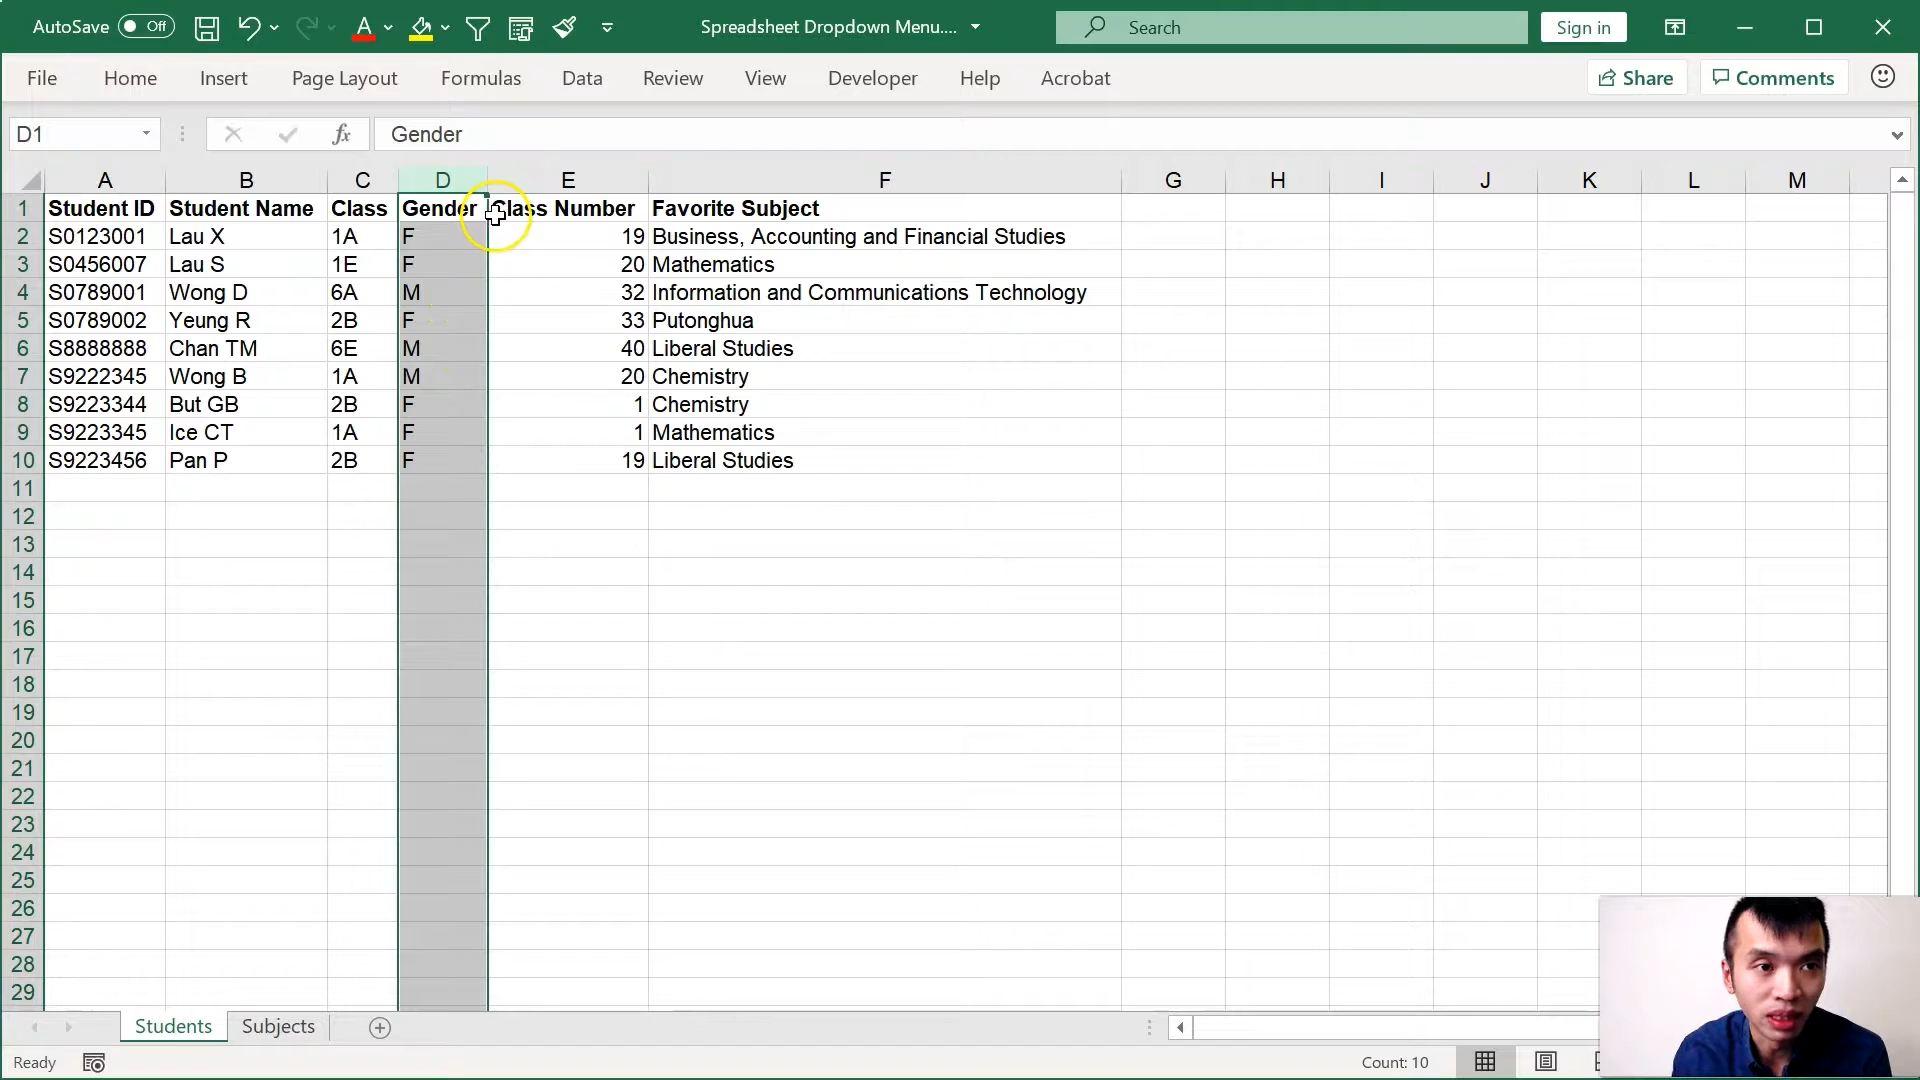 AutoSave Off A Spreadsheet Dropdown Menu.... Search Sign in
File Home Insert Page Layout Formulas Data Review View Developer Help Acrobat Share Comments
D1 fx Gender
A B C D E F G H I J K L M
1 Student ID Student Name Class Gender Class Number Favorite Subject
2 S0123001 Lau X 1A F 19 Business, Accounting and Financial Studies
3 S0456007 Lau S 1E F 20 Mathematics
4 S0789001 Wong D 6A M 32 Information and Communications Technology
5 S0789002 Yeung R 2B F 33 Putonghua
6 S8888888 Chan TM 6E M 40 Liberal Studies
7 S9222345 Wong B 1A M 20 Chemistry
8 S9223344 But GB 2B F 1 Chemistry
9 S9223345 Ice CT 1A F 1 Mathematics
10 S9223456 Pan P 2B F 19 Liberal Studies
11
12
13
14
15
16
17
18
19
20
21
22
23
24
25
26
27
28
29
Students Subjects
Ready Count: 10